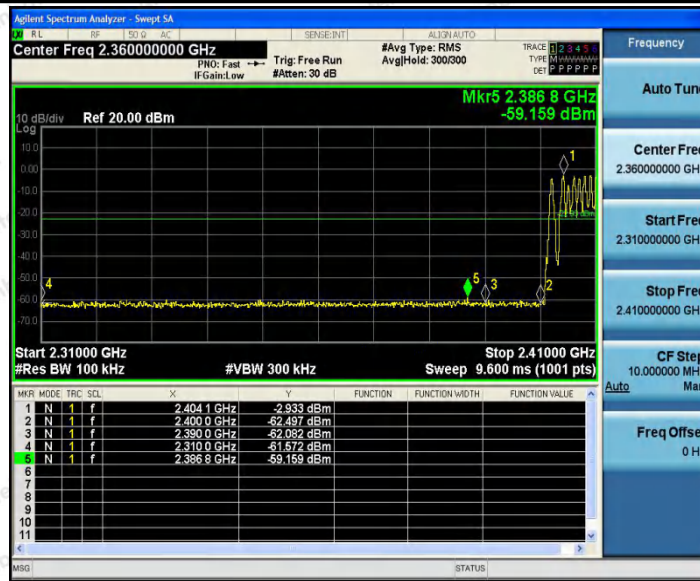 Agilent Spectrum Analyzer - Swept SA
RL RF 50 Ω AC SENSE:INT ALIGN AUTO
Center Freq 2.360000000 GHz
PNO: Fast
IFGain:Low
Trig: Free Run
#Atten: 30 dB
#Avg Type: RMS
Avg|Hold: 300/300
TRACE 1 2 3 4 5 6
TYPE M
DET P P P P P P
Mkr5 2.386 8 GHz
-59.159 dBm
10 dB/div Ref 20.00 dBm
Log
10.0
0.00
-10.0
-20.0
-30.0
-40.0
-50.0
-60.0
-70.0
1
2
3
4
5
Start 2.31000 GHz Stop 2.41000 GHz
#Res BW 100 kHz #VBW 300 kHz Sweep 9.600 ms (1001 pts)
MKR MODE TRC SCL X Y FUNCTION FUNCTION WIDTH FUNCTION VALUE
1 N 1 f 2.404 1 GHz -2.933 dBm
2 N 1 f 2.400 0 GHz -62.497 dBm
3 N 1 f 2.390 0 GHz -62.082 dBm
4 N 1 f 2.310 0 GHz -61.572 dBm
5 N 1 f 2.386 8 GHz -59.159 dBm
6
7
8
9
10
11
MSG STATUS
Frequency
Auto Tun
Center Fre
2.360000000 GH
Start Fre
2.310000000 GH
Stop Fre
2.410000000 GH
CF Ste
10.000000 MH
Auto Ma
Freq Offse
0 H